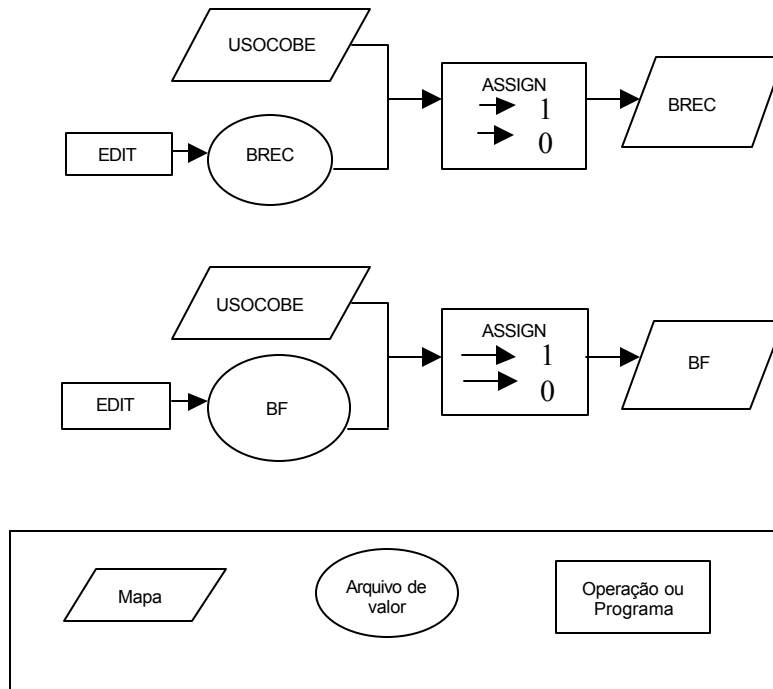 USOCOBE
ASSIGN
1
0
BREC
EDIT
BREC
USOCOBE
ASSIGN
1
0
BF
EDIT
BF
Mapa
Arquivo de
valor
Operação ou
Programa